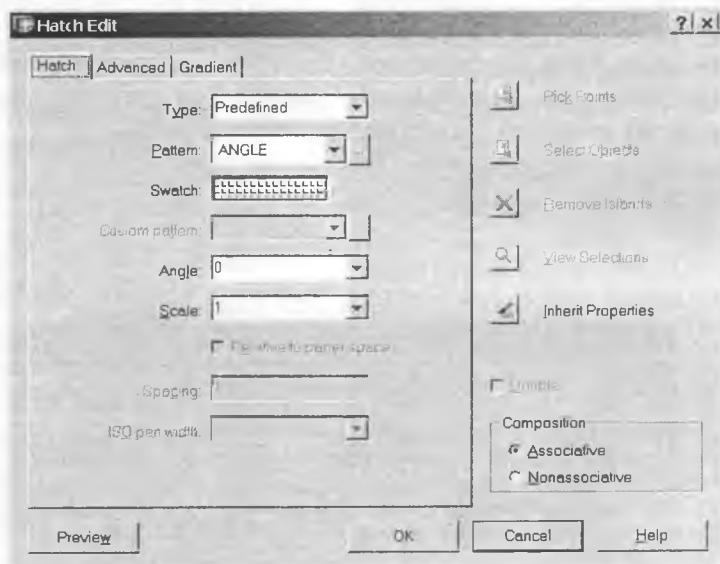 Hatch Edit
Hatch
Advanced
Gradient
Type: Predefined
Pattern: ANGLE
Swatch:
Custom pattern:
Angle: 0
Scale: 1
Relative to paper space
Spacing:
ISO pen width:
Pick Points
Select Objects
Remove Islands
View Selections
Inherit Properties
Double
Composition
Associative
Nonassociative
Preview
OK
Cancel
Help